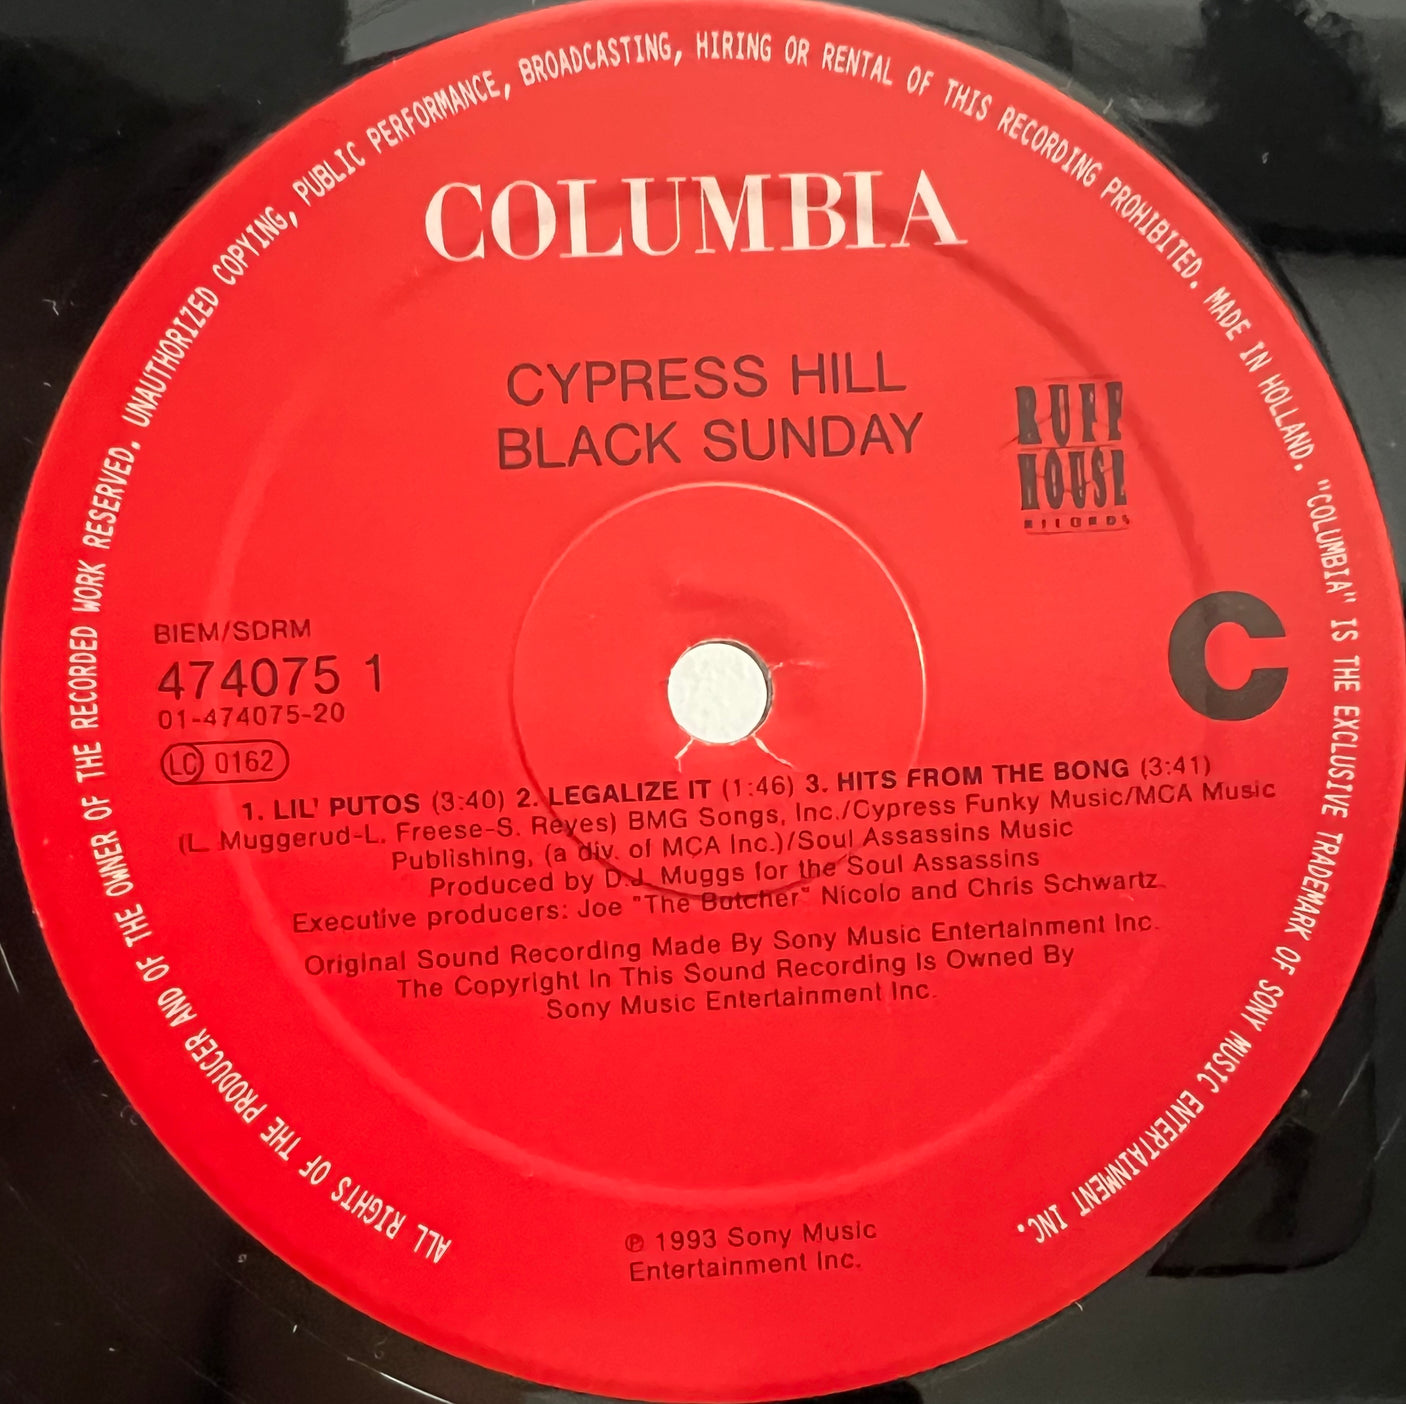 ALL RIGHTS OF THE PRODUCER AND OF THE OWNER OF THE RECORDED WORK RESERVED. UNAUTHORIZED COPYING, PUBLIC PERFORMANCE, BROADCASTING, HIRING OR RENTAL OF THIS RECORDING PROHIBITED. MADE IN HOLLAND. "COLUMBIA" IS THE EXCLUSIVE TRADEMARK OF SONY MUSIC ENTERTAINMENT INC.
COLUMBIA
CYPRESS HILL
BLACK SUNDAY
RUFF
HOUSE
RECORDS
C
BIEM/SDRM
474075 1
01-474075-20
LC 0162
1. LIL' PUTOS (3:40) 2. LEGALIZE IT (1:46) 3. HITS FROM THE BONG (3:41)
(L. Muggerud-L. Freese-S. Reyes) BMG Songs, Inc./Cypress Funky Music/MCA Music
Publishing, (a div. of MCA Inc.)/Soul Assassins Music
Produced by D.J. Muggs for the Soul Assassins
Executive producers: Joe "The Butcher" Nicolo and Chris Schwartz
Original Sound Recording Made By Sony Music Entertainment Inc.
The Copyright In This Sound Recording Is Owned By
Sony Music Entertainment Inc.
℗ 1993 Sony Music
Entertainment Inc.